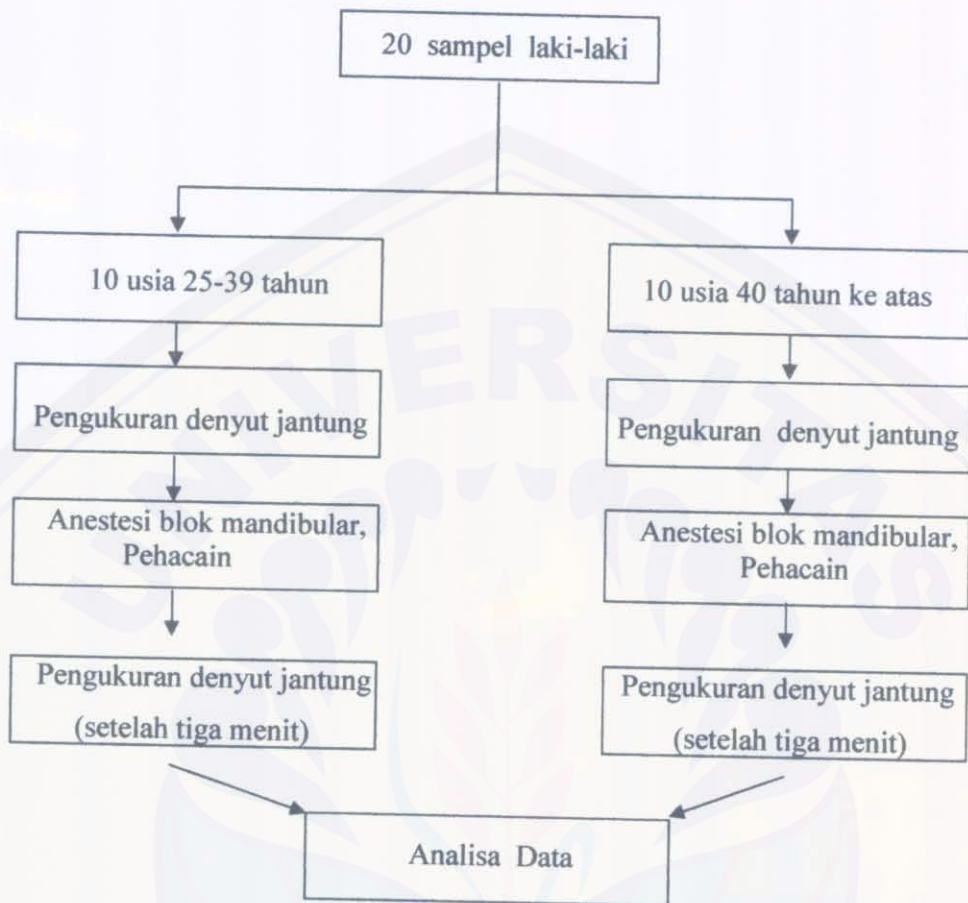 20 sampel laki-laki
10 usia 25-39 tahun
10 usia 40 tahun ke atas
Pengukuran denyut jantung
Pengukuran denyut jantung
Anestesi blok mandibular,
Pehacain
Anestesi blok mandibular,
Pehacain
Pengukuran denyut jantung
(setelah tiga menit)
Pengukuran denyut jantung
(setelah tiga menit)
Analisa Data
UNIVERSITAS